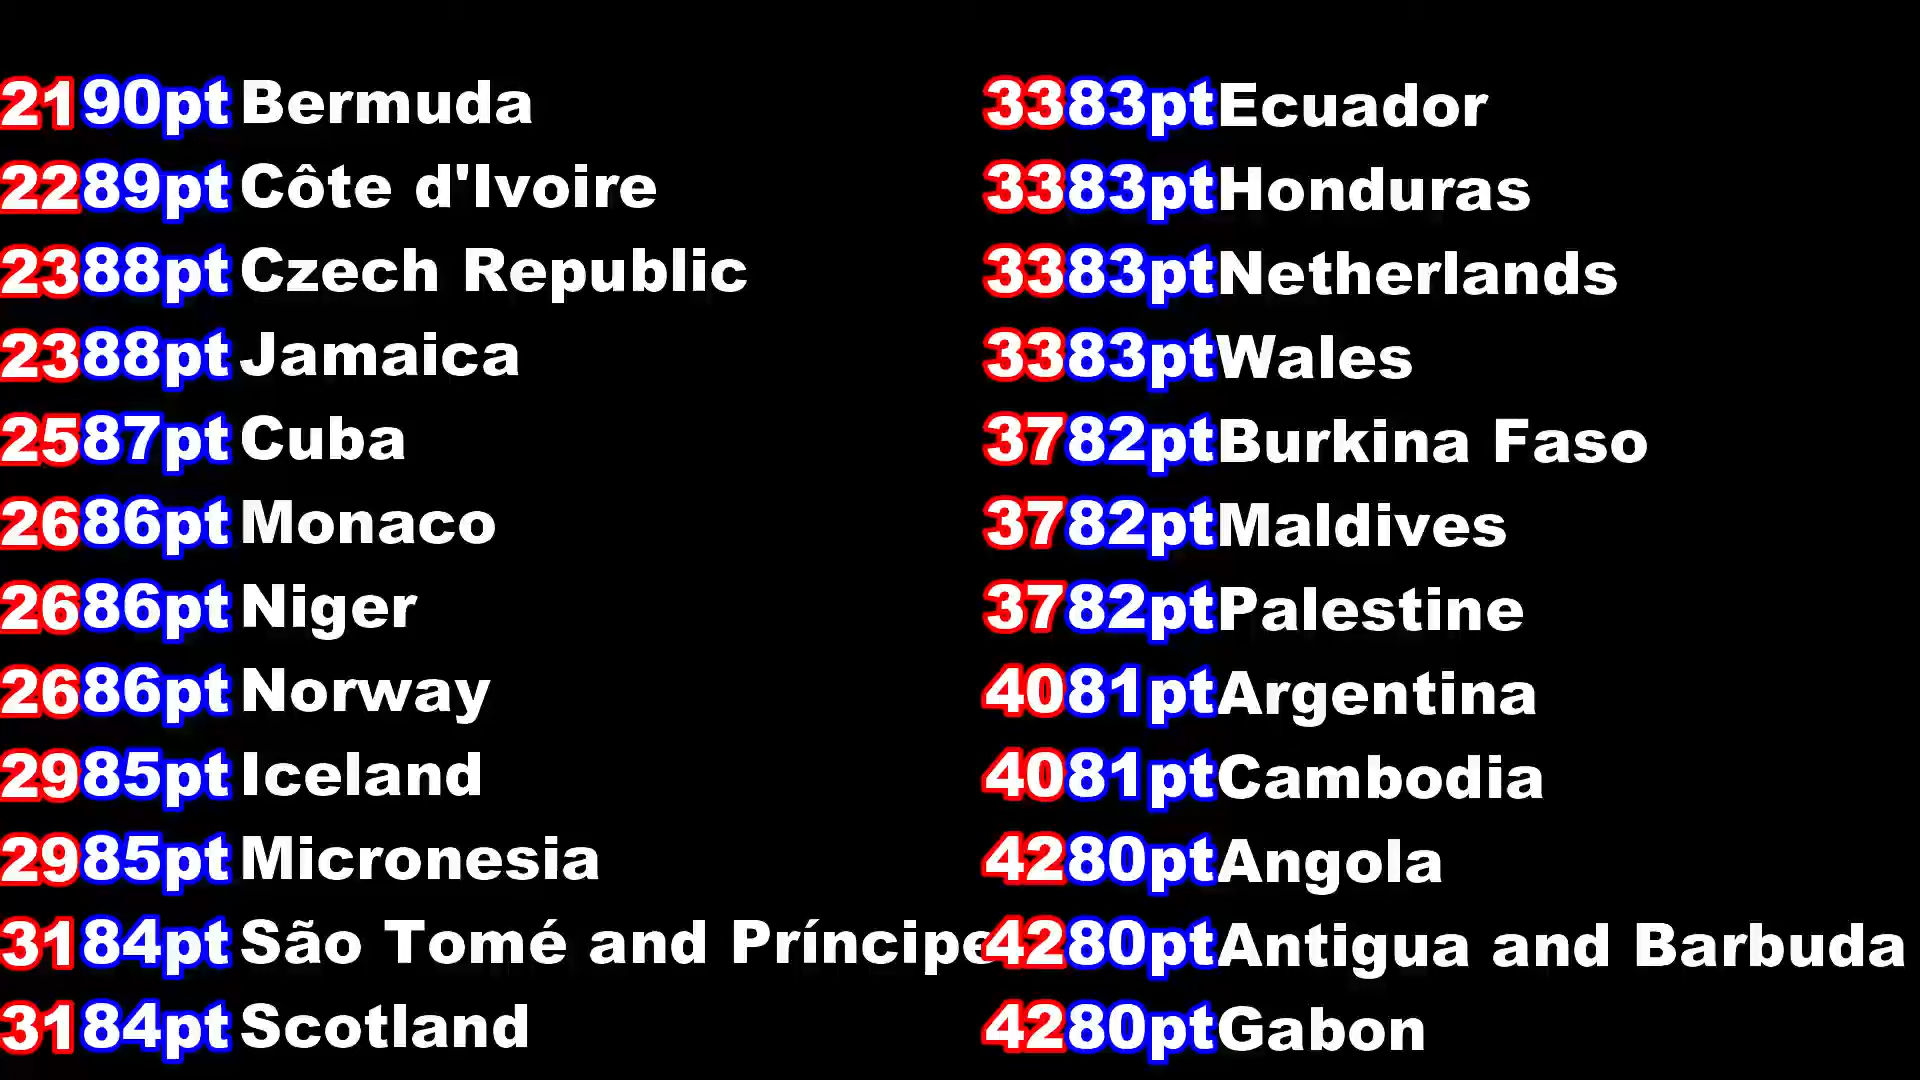 21 90pt Bermuda
22 89pt Côte d'Ivoire
23 88pt Czech Republic
23 88pt Jamaica
25 87pt Cuba
26 86pt Monaco
26 86pt Niger
26 86pt Norway
29 85pt Iceland
29 85pt Micronesia
31 84pt São Tomé and Príncipe
31 84pt Scotland
33 83pt Ecuador
33 83pt Honduras
33 83pt Netherlands
33 83pt Wales
37 82pt Burkina Faso
37 82pt Maldives
37 82pt Palestine
40 81pt Argentina
40 81pt Cambodia
42 80pt Angola
42 80pt Antigua and Barbuda
42 80pt Gabon